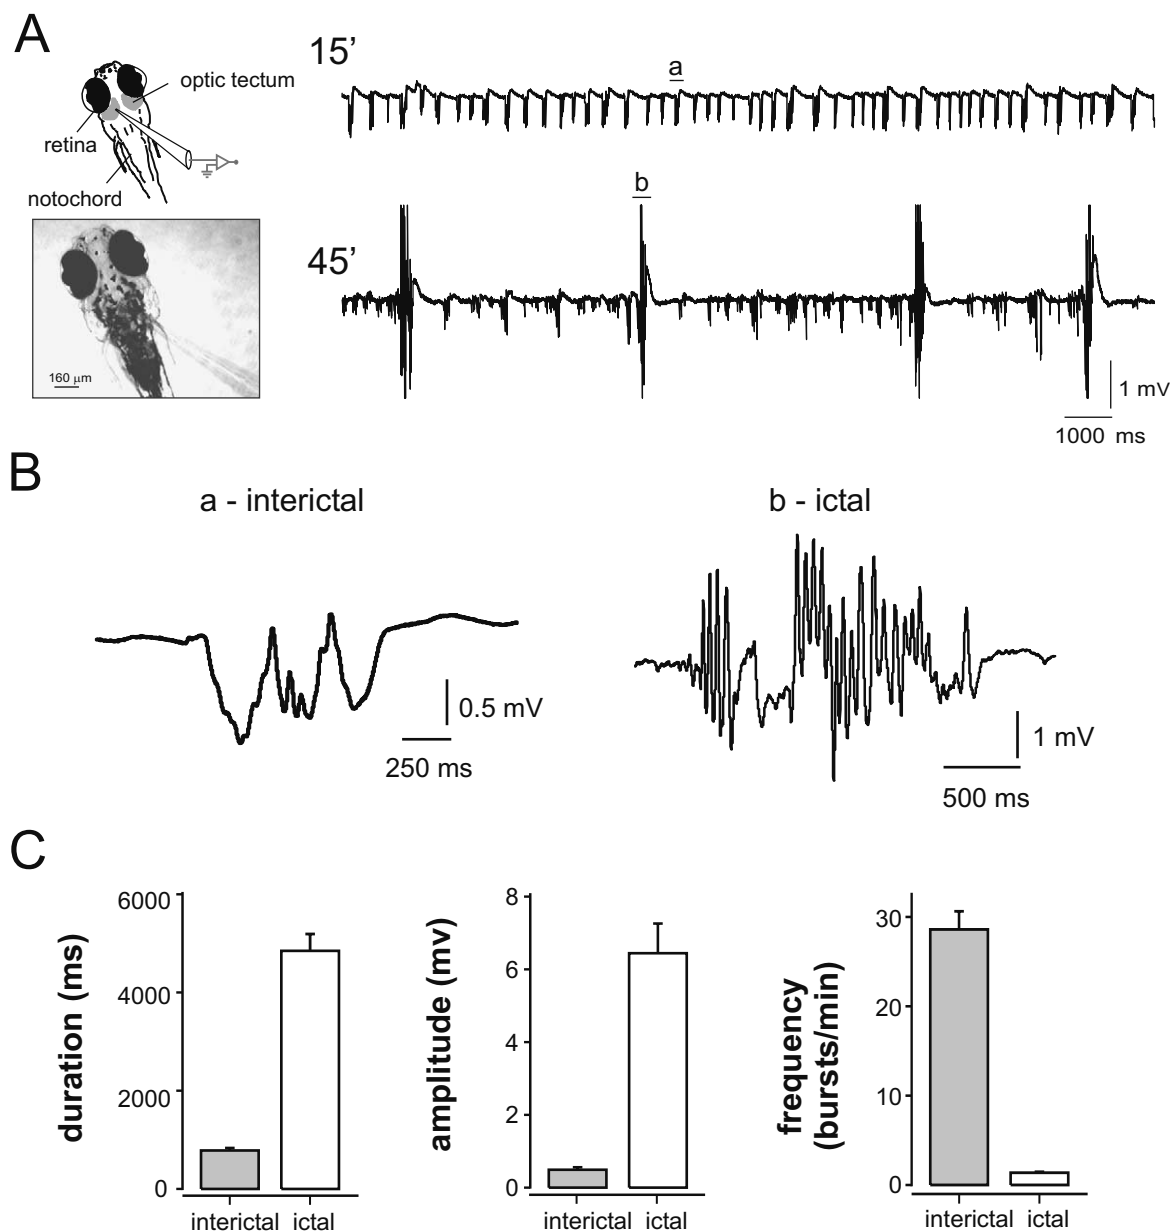 A
optic tectum
retina
notochord
160 μm
15’
a
b
45’
1 mV
1000 ms
B
a - interictal
b - ictal
0.5 mV
250 ms
1 mV
500 ms
C
duration (ms)
6000
4000
2000
0
interictal ictal
amplitude (mv)
8
6
4
2
0
interictal ictal
frequency
(bursts/min)
30
20
10
0
interictal ictal